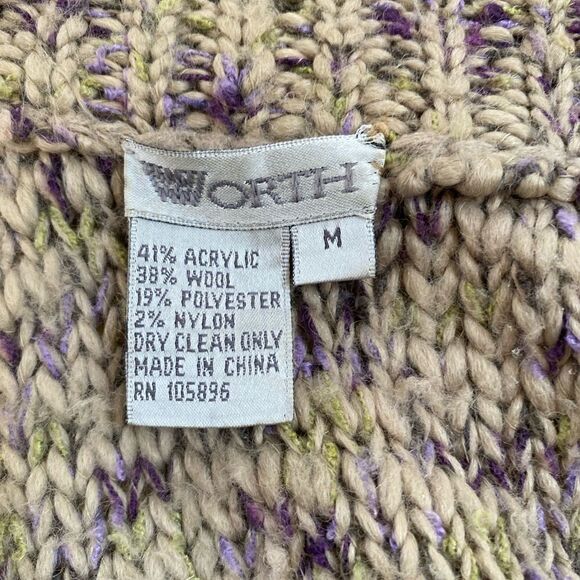 WORTH
M
41% ACRYLIC
38% WOOL
19% POLYESTER
2% NYLON
DRY CLEAN ONLY
MADE IN CHINA
RN 105896